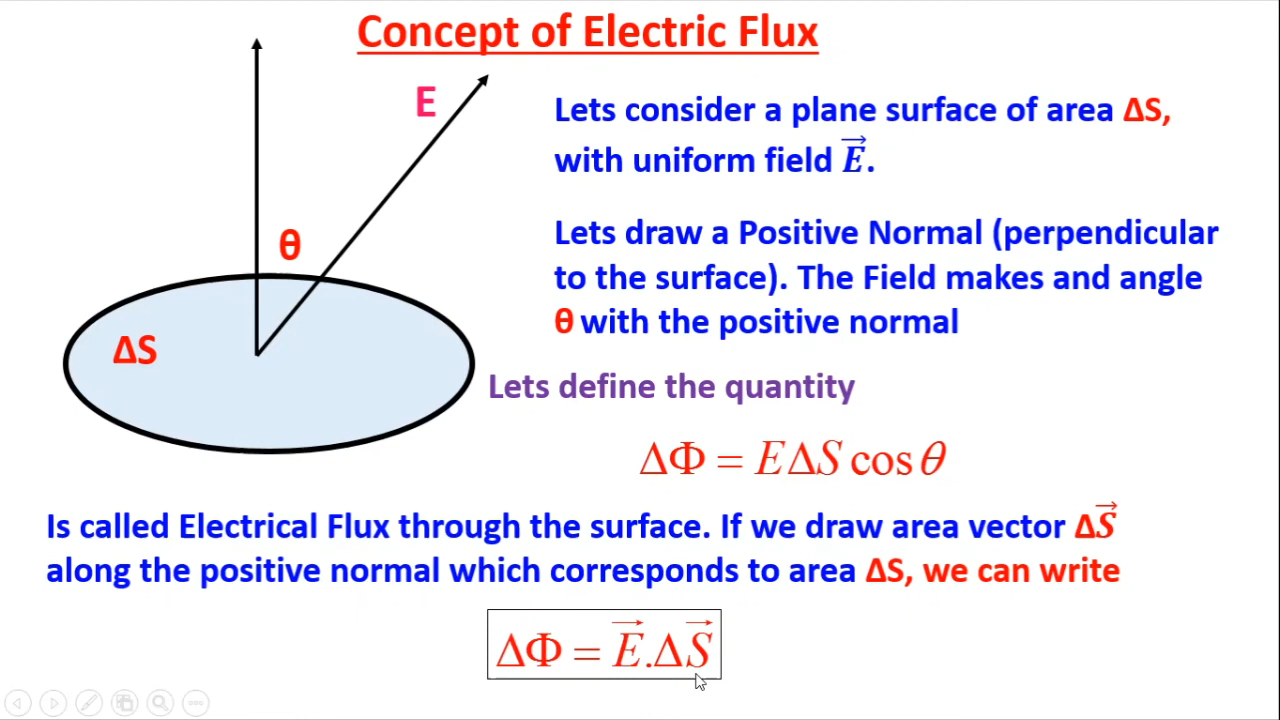 Concept of Electric Flux
E
θ
ΔS
Lets consider a plane surface of area ΔS,
with uniform field E⃗.
Lets draw a Positive Normal (perpendicular
to the surface). The Field makes and angle
θ with the positive normal
Lets define the quantity
ΔΦ = EΔS cos θ
Is called Electrical Flux through the surface. If we draw area vector ΔS⃗
along the positive normal which corresponds to area ΔS, we can write
ΔΦ = E⃗.ΔS⃗